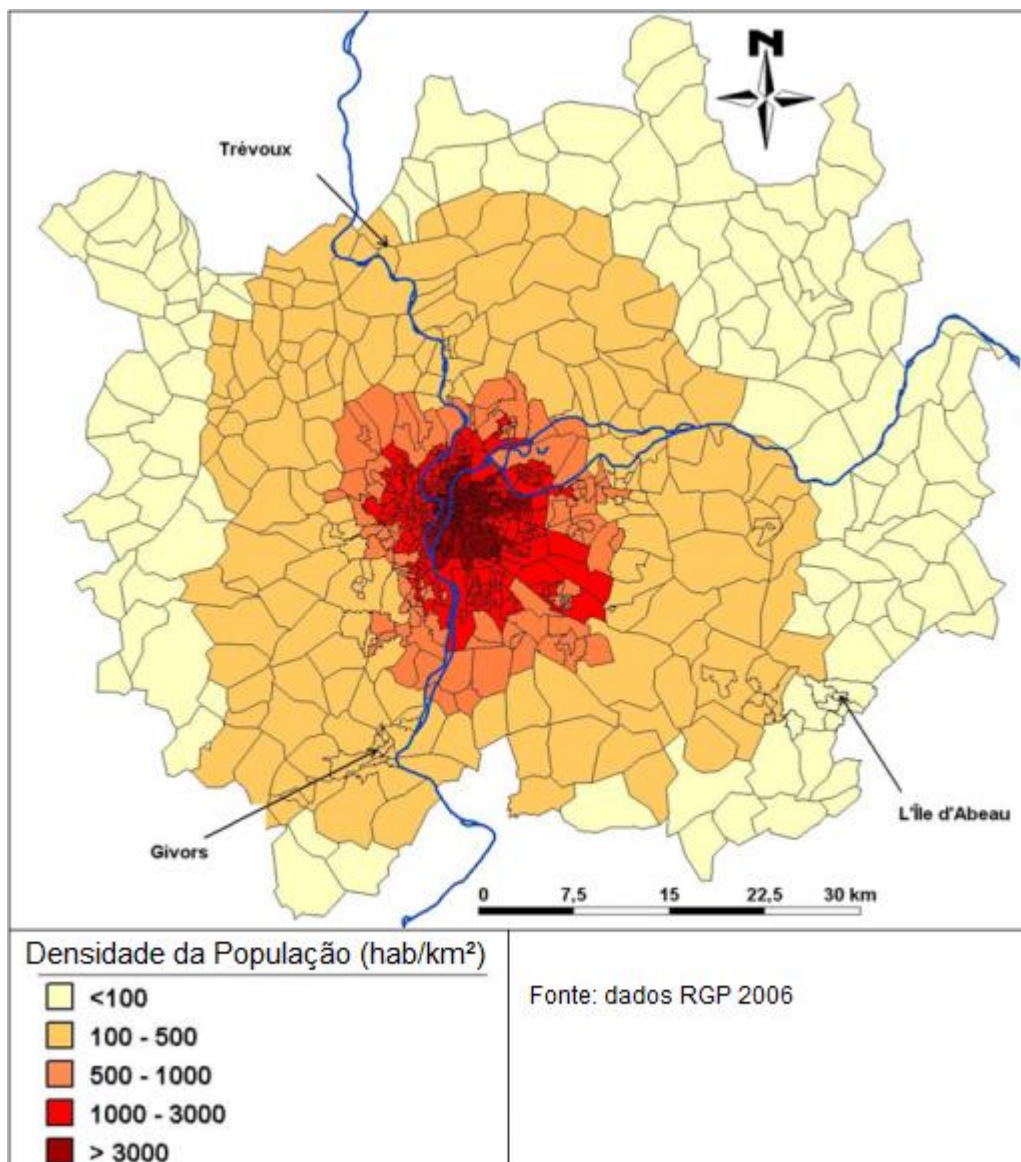 N
Trèvoux
L'Île d'Abeau
Givors
0 7,5 15 22,5 30 km
Densidade da População (hab/km²)
<100
100 - 500
500 - 1000
1000 - 3000
> 3000
Fonte: dados RGP 2006